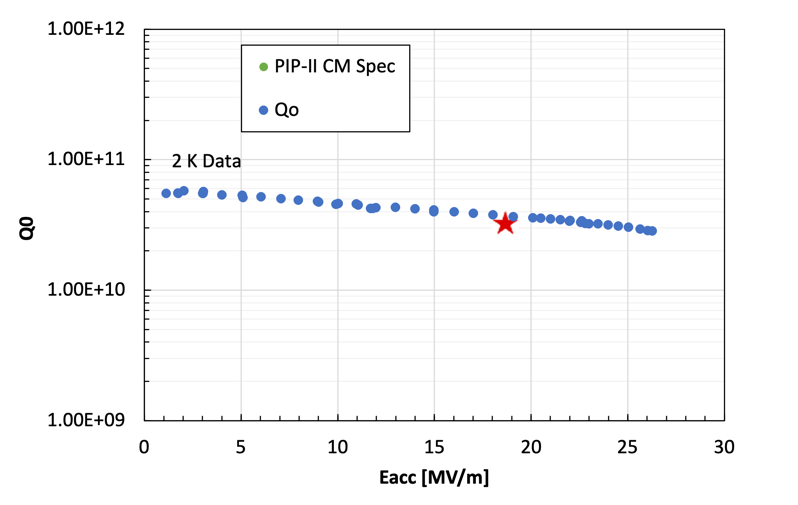 1.00E+12
PIP-II CM Spec
Qo
1.00E+11
2 K Data
Q0
1.00E+10
1.00E+09
0 5 10 15 20 25 30
Eacc [MV/m]